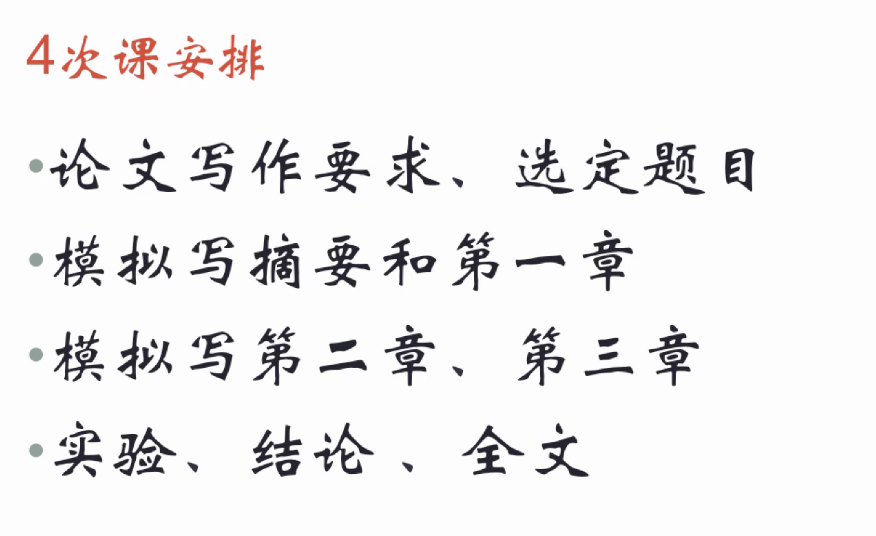 4次课安排
•论文写作要求、选定题目
•模拟写摘要和第一章
•模拟写第二章、第三章
•实验、结论、全文